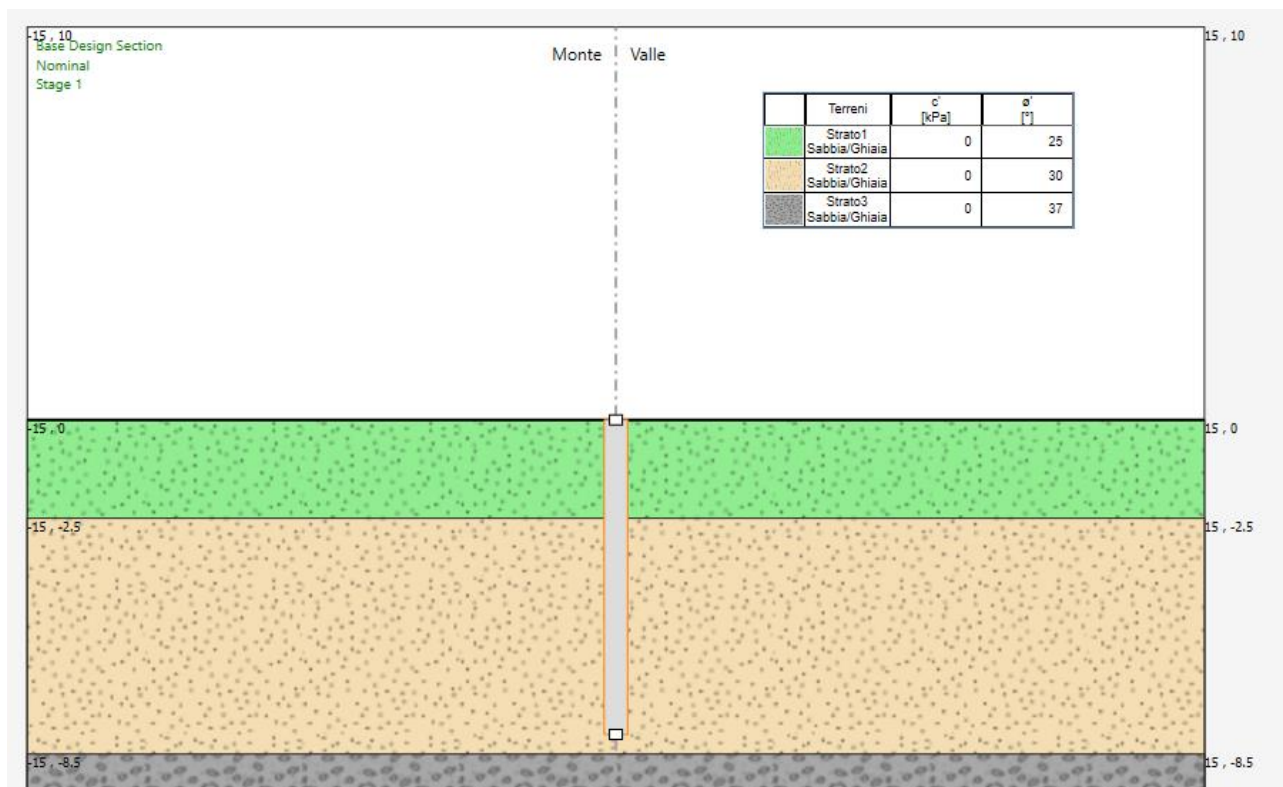 -15 , 10
15 , 10
Base Design Section
Nominal
Stage 1
Monte
Valle
Terreni c' ø'
[kPa] [°]
Strato1
Sabbia/Ghiaia 0 25
Strato2
Sabbia/Ghiaia 0 30
Strato3
Sabbia/Ghiaia 0 37
-15 , 0
15 , 0
-15 , -2.5
15 , -2.5
-15 , -8.5
15 , -8.5